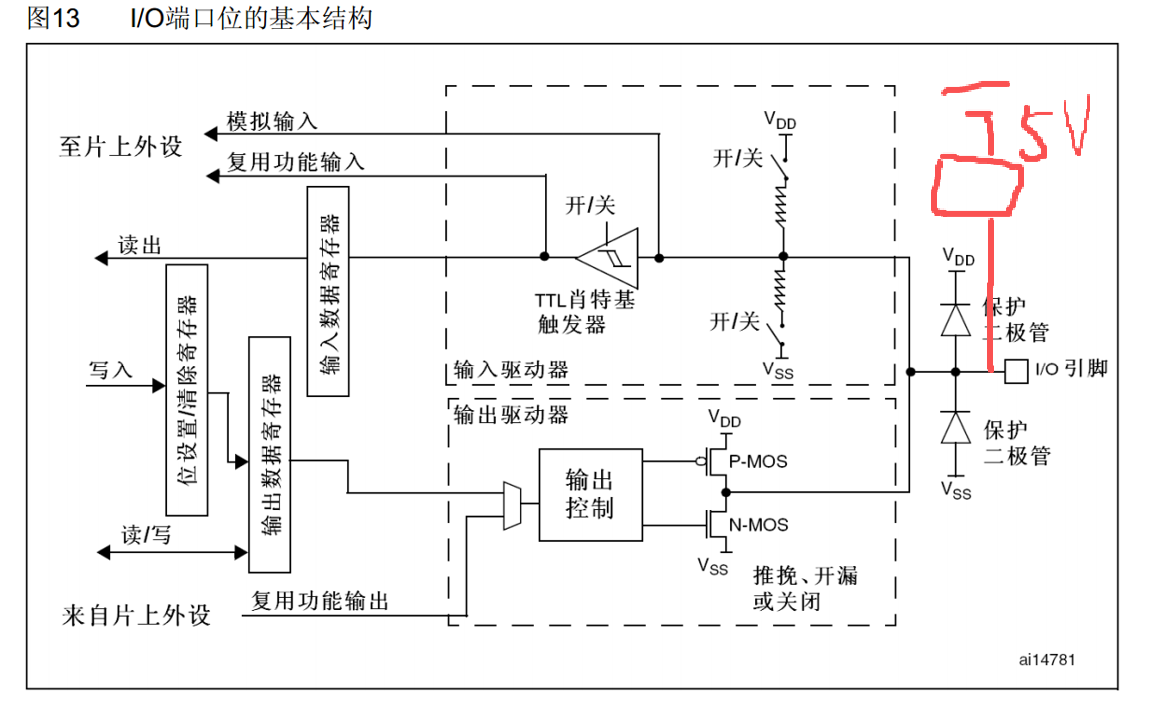 图13 I/O端口位的基本结构
至片上外设
模拟输入
复用功能输入
开/关
读出
输入数据寄存器
TTL肖特基
触发器
VDD
开/关
开/关
VSS
输入驱动器
5V
VDD
保护
二极管
I/O 引脚
保护
二极管
VSS
写入
位设置/清除寄存器
输出数据寄存器
读/写
输出驱动器
输出
控制
VDD
P-MOS
N-MOS
VSS
推挽、开漏
或关闭
来自片上外设
复用功能输出
ai14781